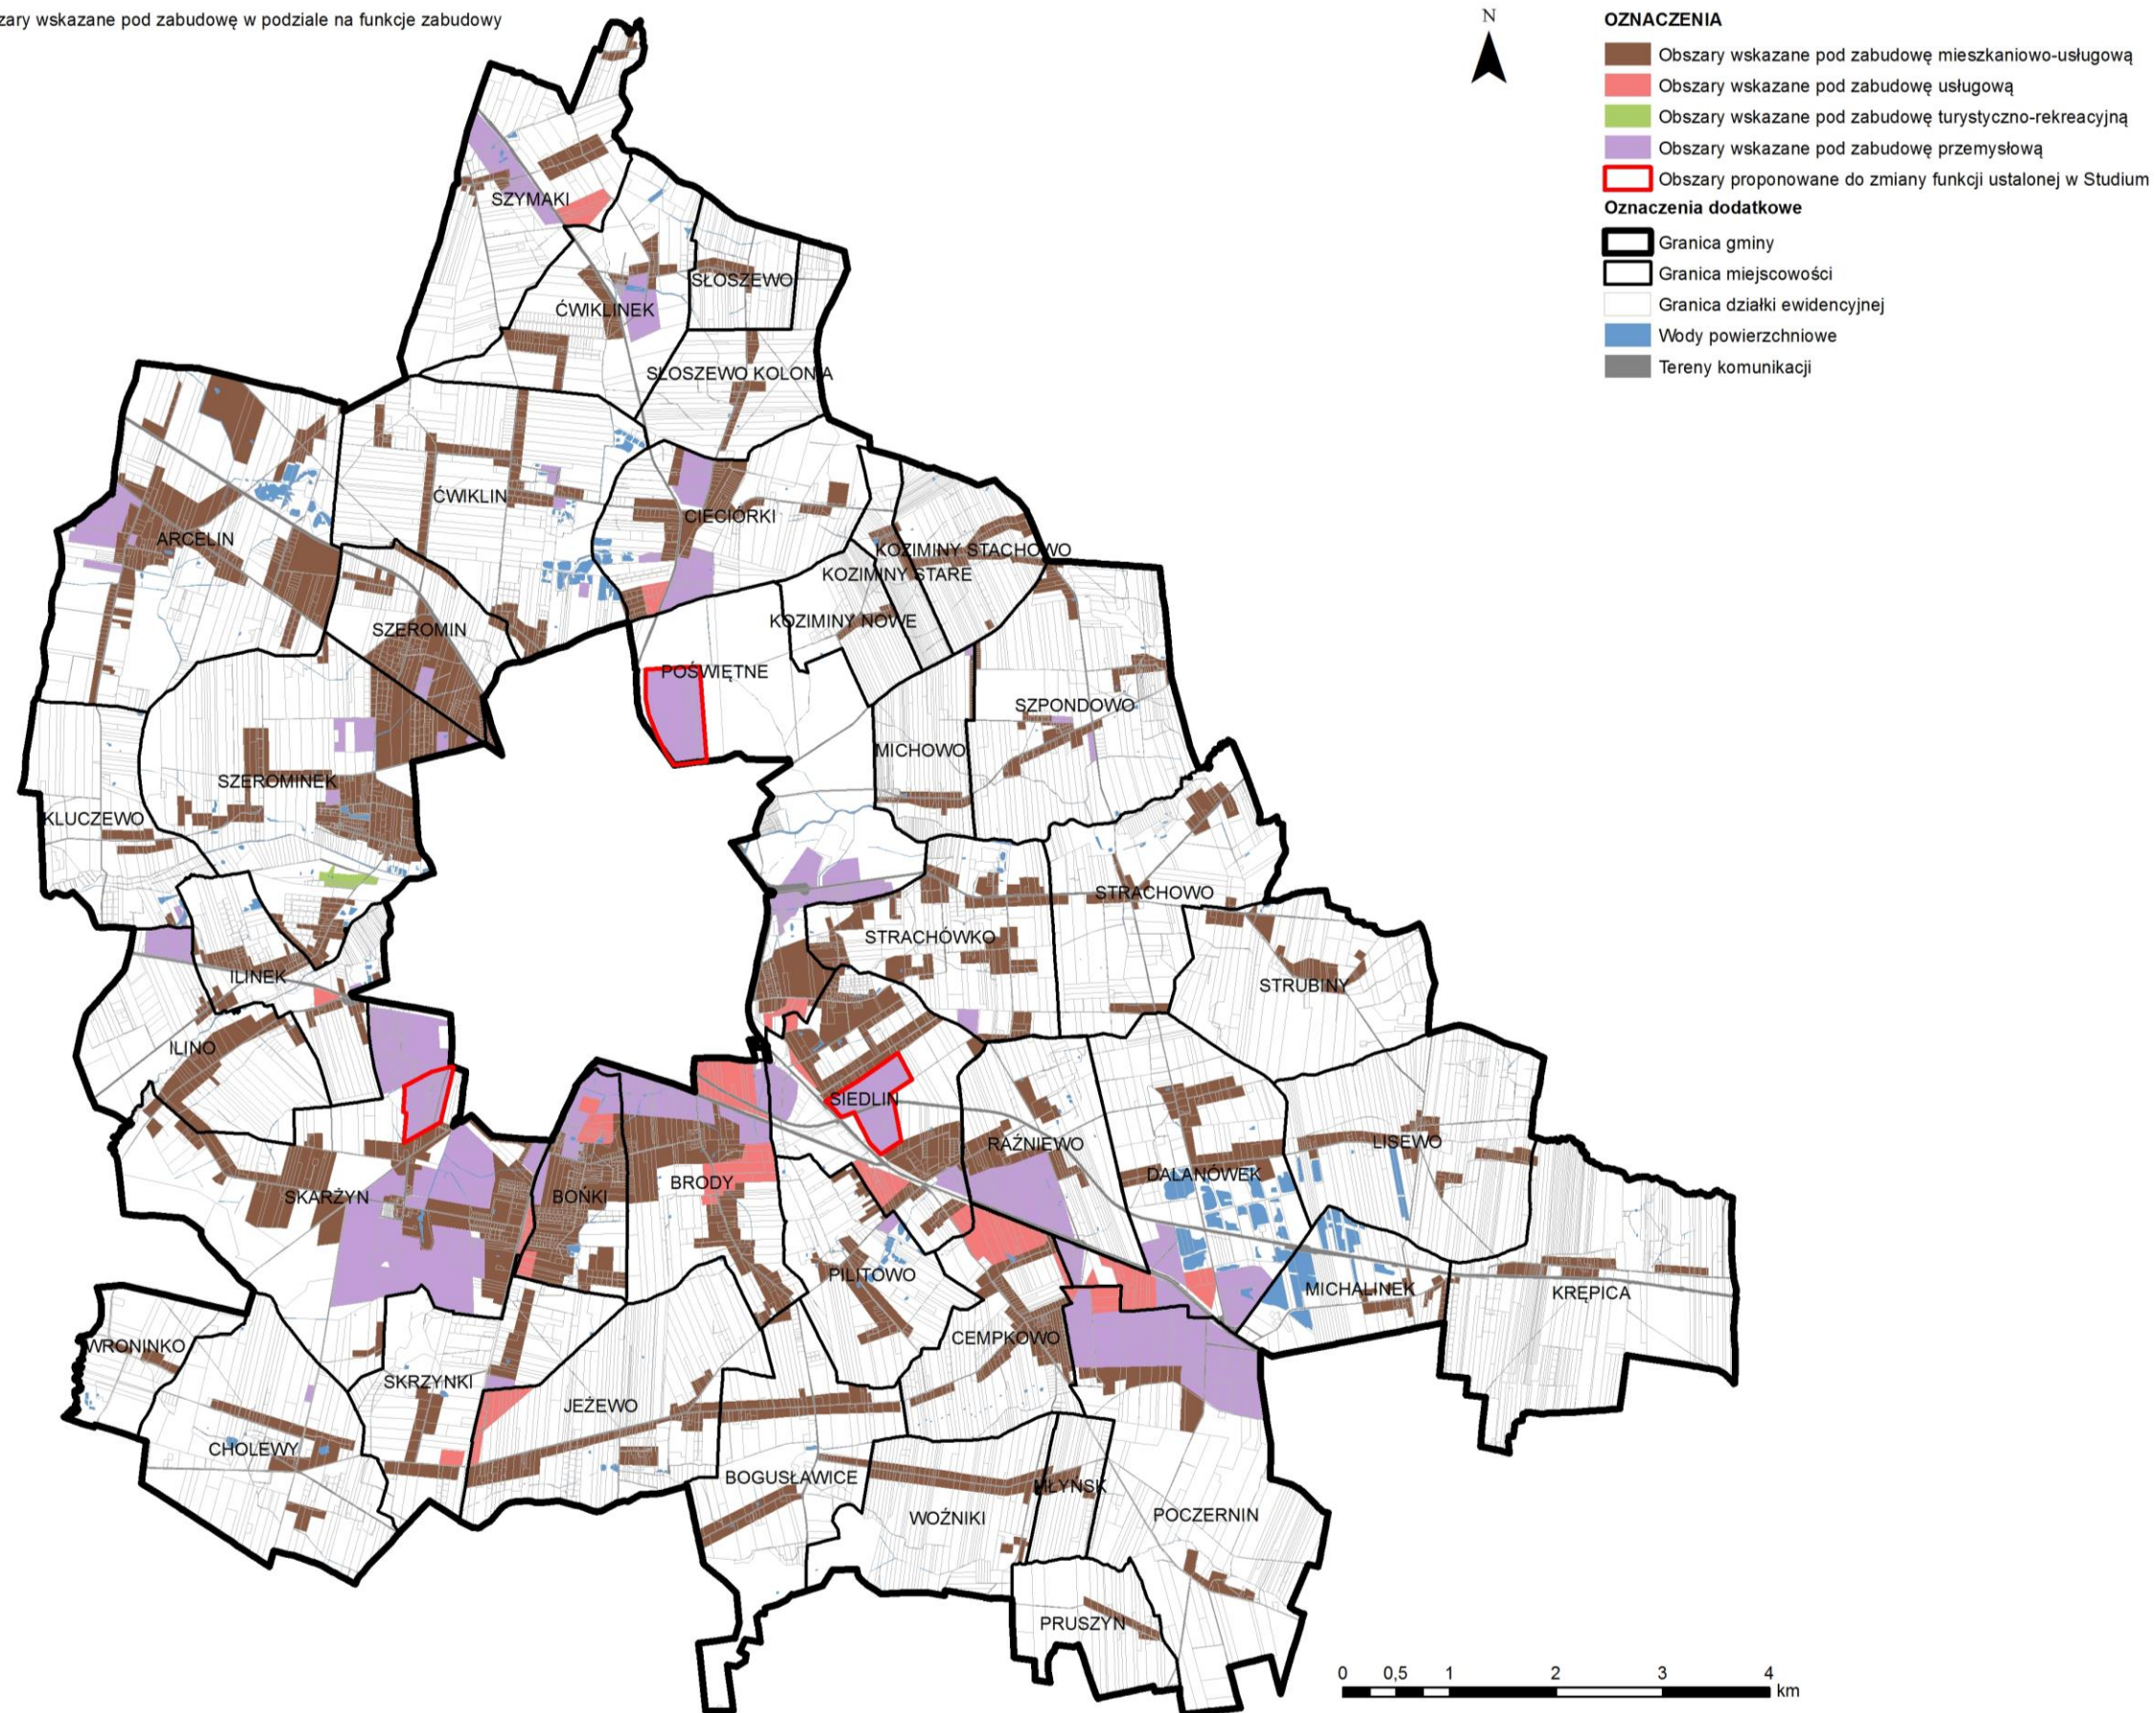 zary wskazane pod zabudowę w podziale na funkcje zabudowy
N
OZNACZENIA
Obszary wskazane pod zabudowę mieszkaniowo-usługową
Obszary wskazane pod zabudowę usługową
Obszary wskazane pod zabudowę turystyczno-rekreacyjną
Obszary wskazane pod zabudowę przemysłową
Obszary proponowane do zmiany funkcji ustalonej w Studium
Oznaczenia dodatkowe
Granica gminy
Granica miejscowości
Granica działki ewidencyjnej
Wody powierzchniowe
Tereny komunikacji
SZYMAKI
SŁOSZEWO
ĆWIKLINEK
SŁOSZEWO KOLONIA
ĆWIKLIN
CIECIÓRKI
ARCELIN
KOZIMINY STACHOWO
KOZIMINY STARE
KOZIMINY NOWE
SZEROMIN
POŚWIĘTNE
SZPONDOWO
MICHOWO
SZEROMINEK
KLUCZEWO
STRACHOWO
STRACHÓWKO
ILINEK
STRUBINY
ILINO
SIEDLIN
RAŹNIEWO
LISEWO
DALANÓWEK
BRODY
SKARŻYN
BOŃKI
PILITOWO
MICHALINEK
KRĘPICA
CEMPKOWO
WRONINKO
SKRZYNKI
JEŻEWO
CHOLEWY
BOGUSŁAWICE
MŁYŃSK
WOŹNIKI
POCZERNIN
PRUSZYN
0 0,5 1 2 3 4
km